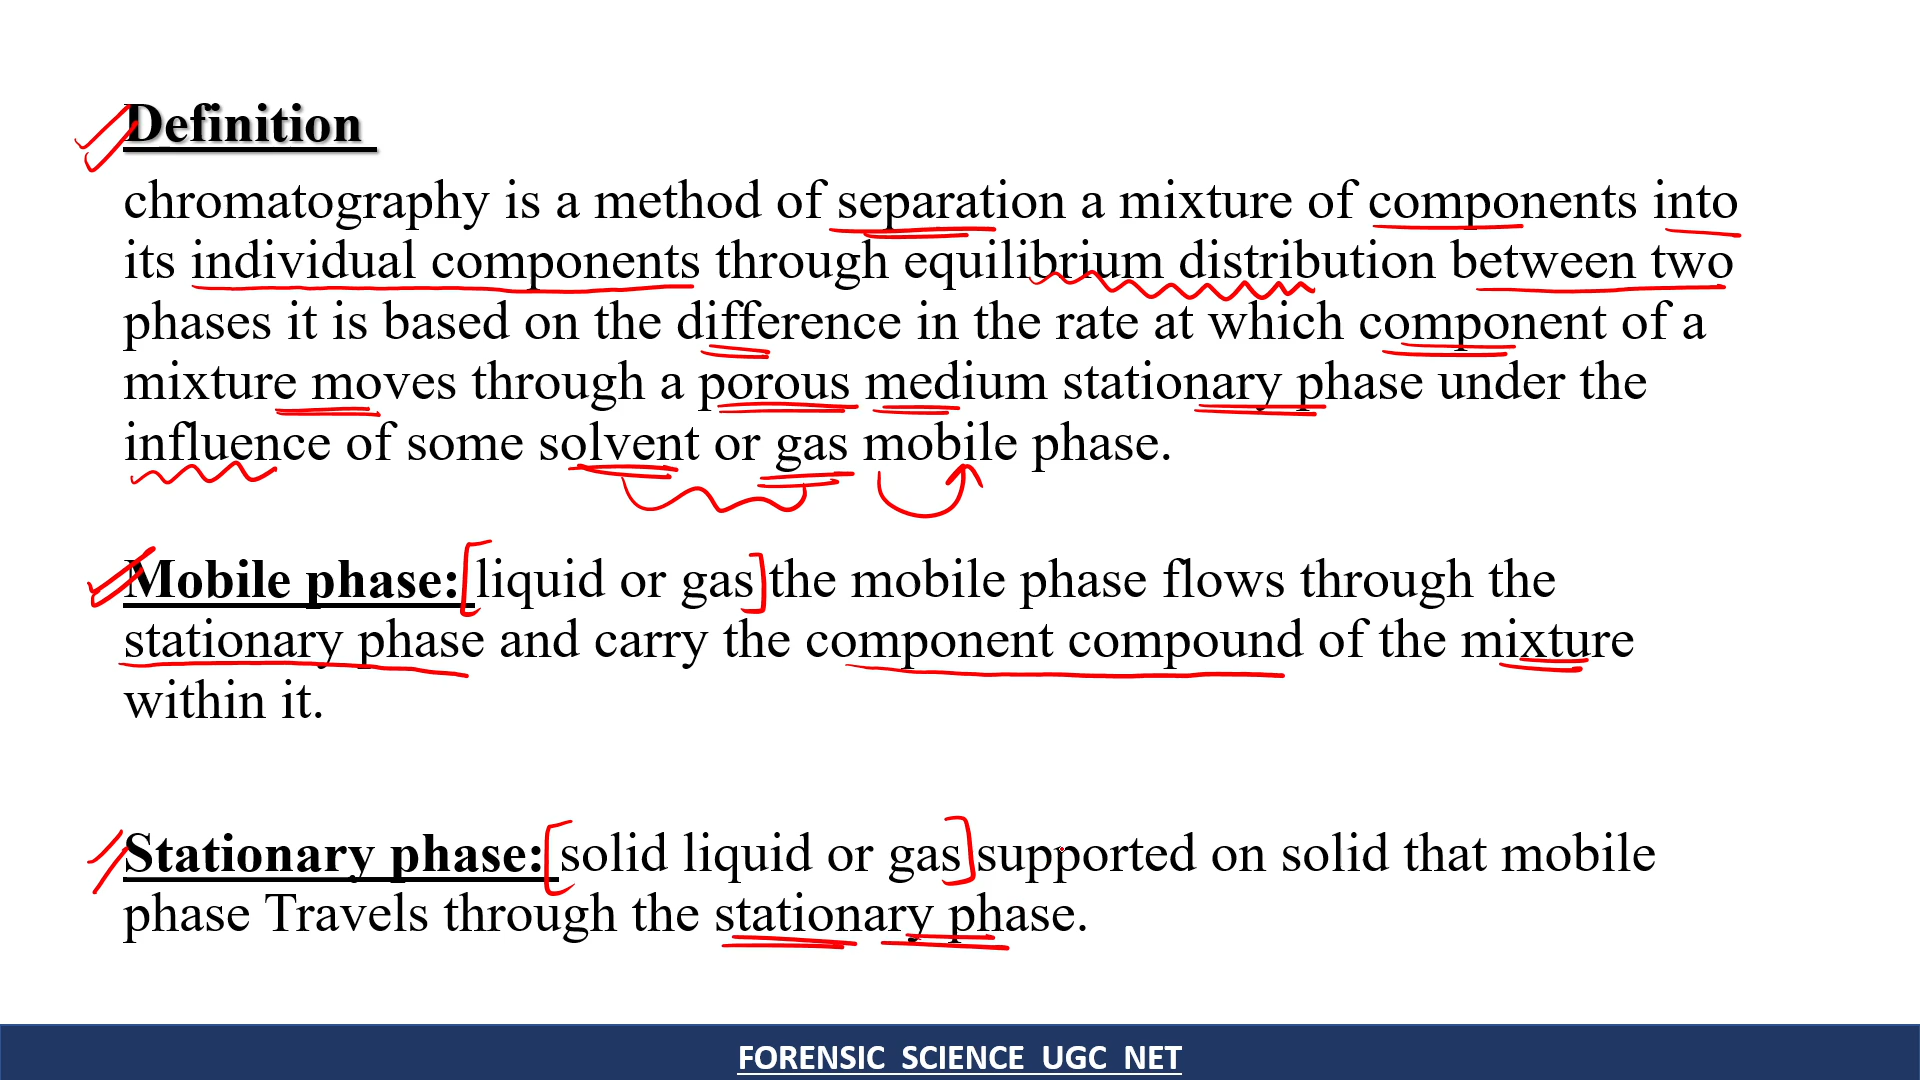 Definition
chromatography is a method of separation a mixture of components into
its individual components through equilibrium distribution between two
phases it is based on the difference in the rate at which component of a
mixture moves through a porous medium stationary phase under the
influence of some solvent or gas mobile phase.
Mobile phase: liquid or gas the mobile phase flows through the
stationary phase and carry the component compound of the mixture
within it.
Stationary phase: solid liquid or gas supported on solid that mobile
phase Travels through the stationary phase.
FORENSIC SCIENCE UGC NET